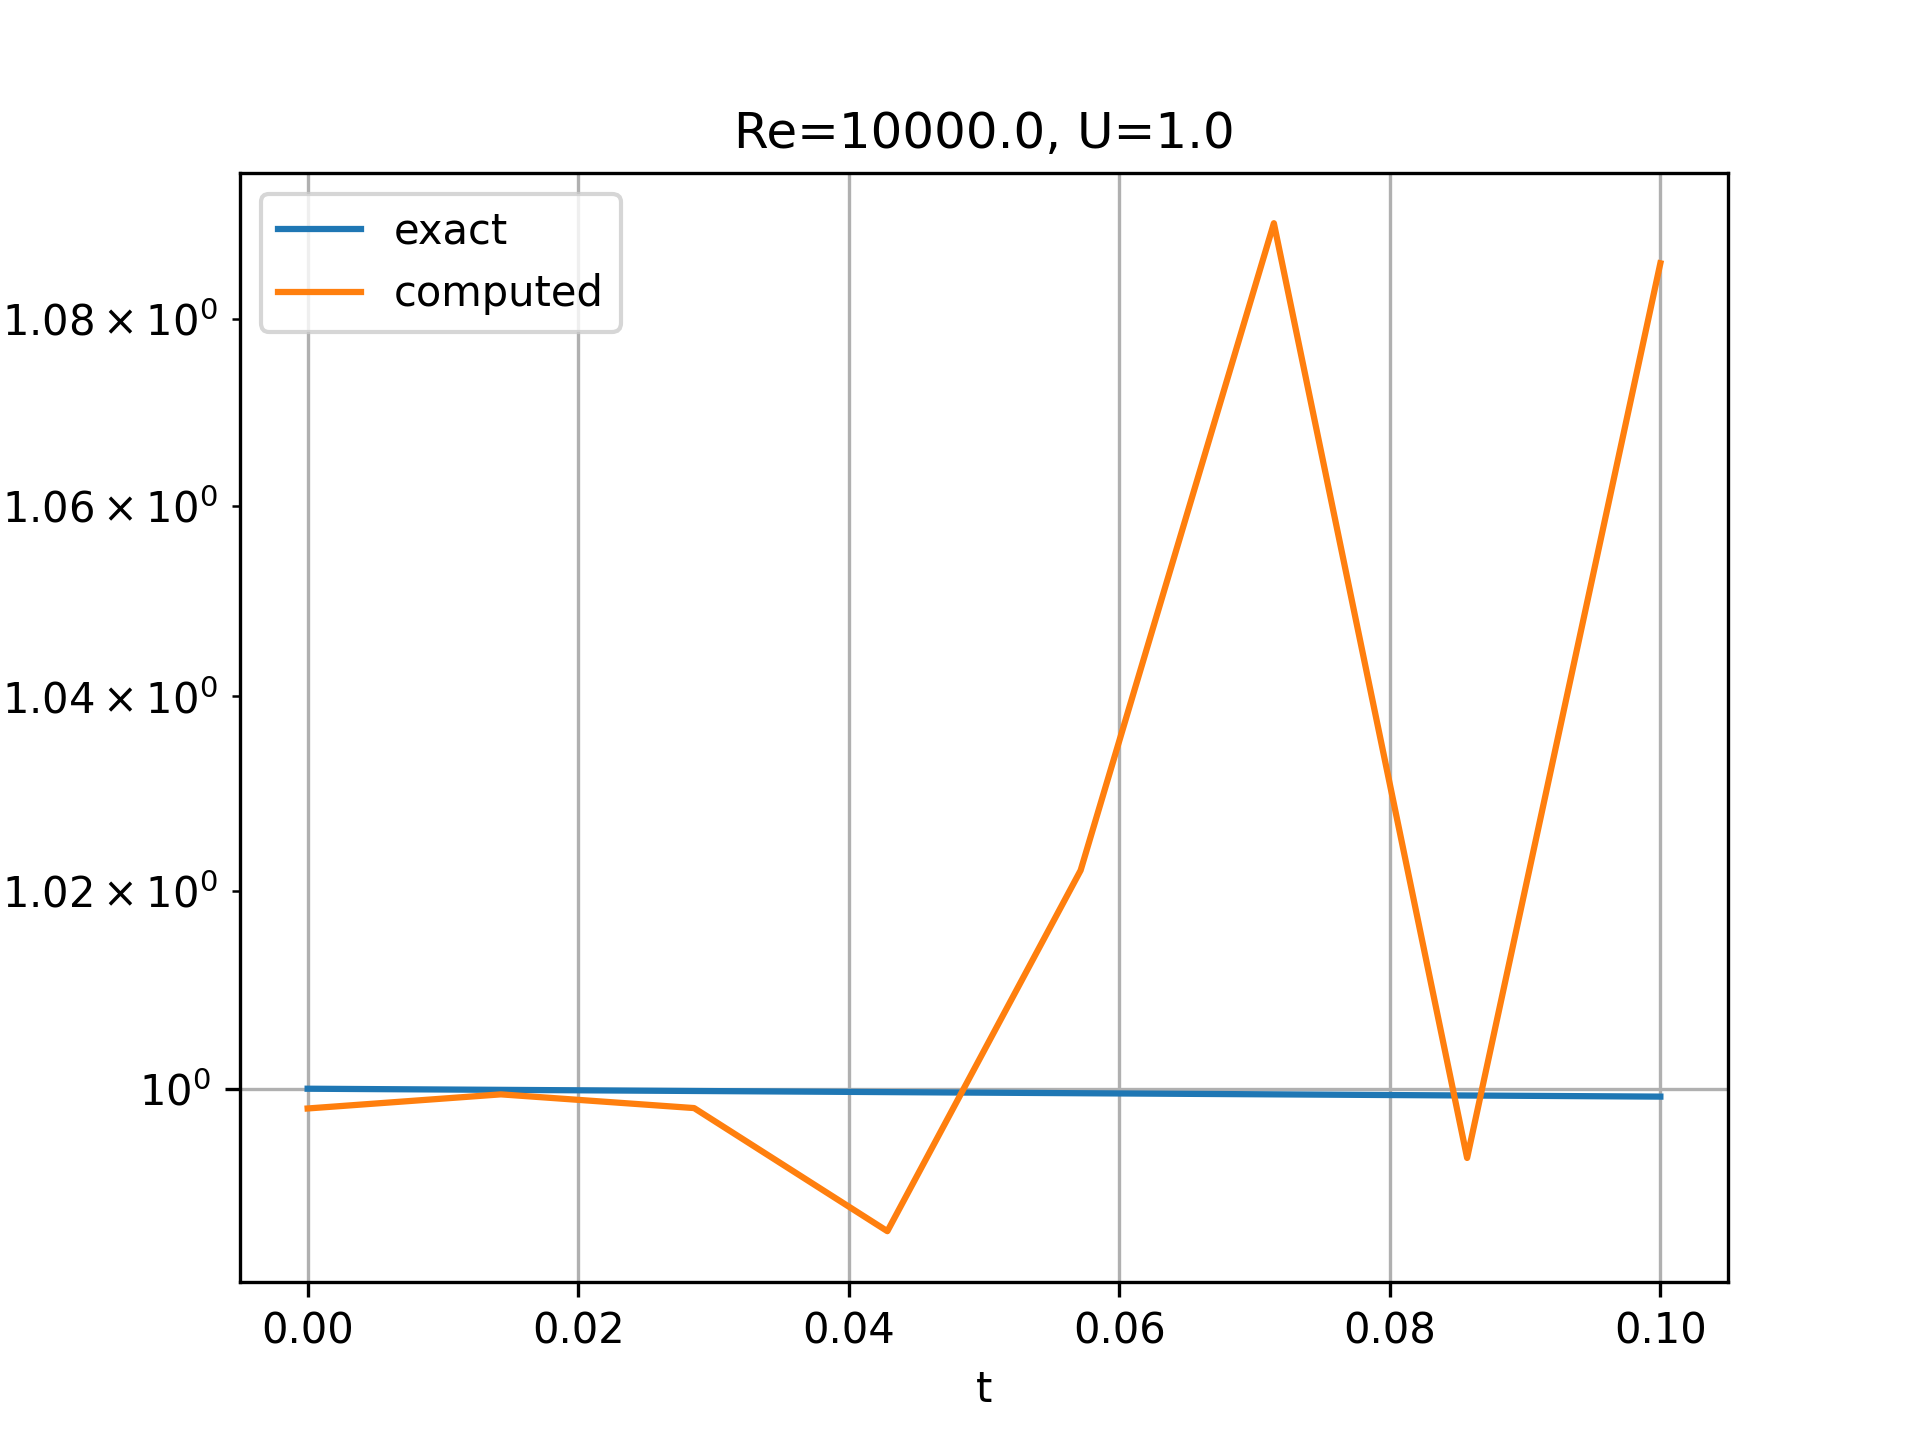 Re=10000.0, U=1.0
exact
computed
1.08 × 10⁰
1.06 × 10⁰
1.04 × 10⁰
1.02 × 10⁰
10⁰
0.00 0.02 0.04 0.06 0.08 0.10
t